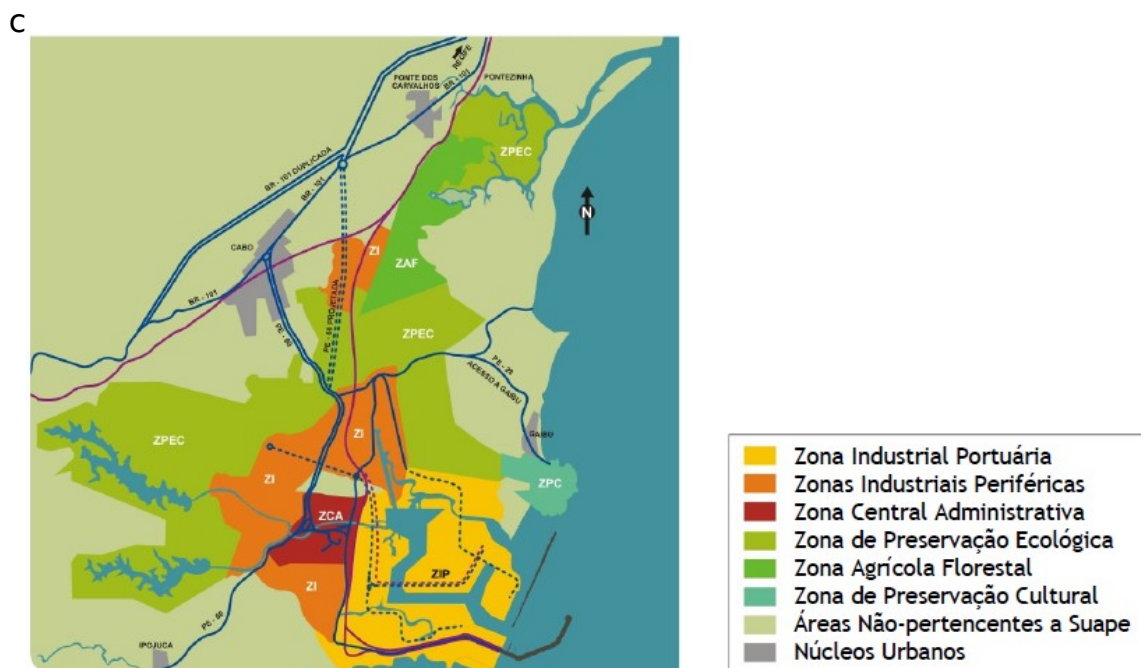 C
RECIFE
BR - 101
PONTE DOS
CARVALHOS
PONTEZINHA
ZPEC
BR - 101 DUPLICADA
BR - 101
N
CABO
ZI
ZAF
BR - 101
PE - 60
PE - 60 PROJETADA
ZPEC
PE - 28
ACESSO A GAIBU
ZPEC
ZI
GAIBU
ZI
ZPC
ZCA
ZIP
ZI
PE - 60
IPOJUCA
Zona Industrial Portuária
Zonas Industriais Periféricas
Zona Central Administrativa
Zona de Preservação Ecológica
Zona Agrícola Florestal
Zona de Preservação Cultural
Áreas Não-pertencentes a Suape
Núcleos Urbanos